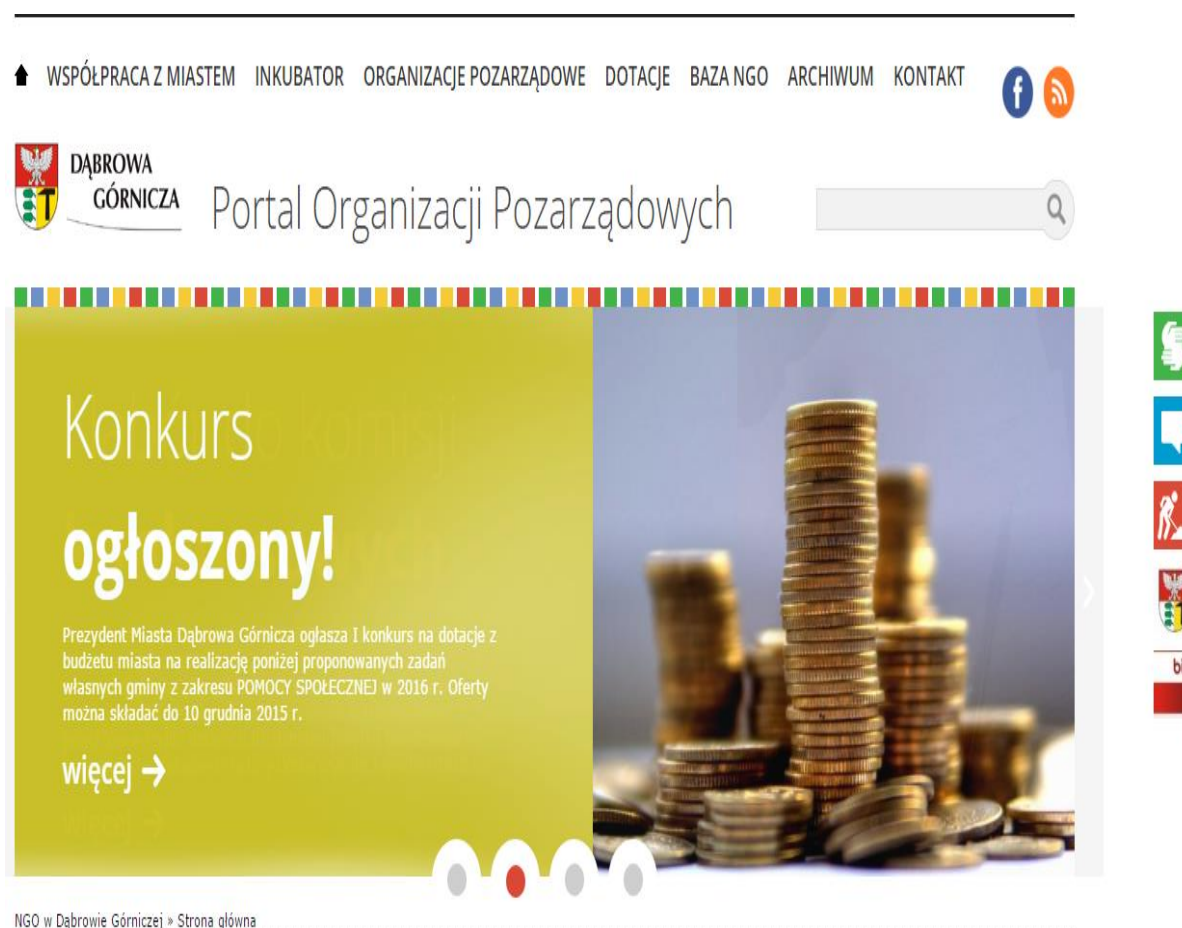 WSPÓŁPRACA Z MIASTEM INKUBATOR ORGANIZACJE POZARZĄDOWE DOTACJE BAZA NGO ARCHIWUM KONTAKT
DĄBROWA
GÓRNICZA
Portal Organizacji Pozarządowych
Konkurs
ogłoszony!
Prezydent Miasta Dąbrowa Górnicza ogłasza I konkurs na dotacje z
budżetu miasta na realizację poniżej proponowanych zadań
własnych gminy z zakresu POMOCY SPOŁECZNEJ w 2016 r. Oferty
można składać do 10 grudnia 2015 r.
więcej →
NGO w Dąbrowie Górniczej » Strona główna